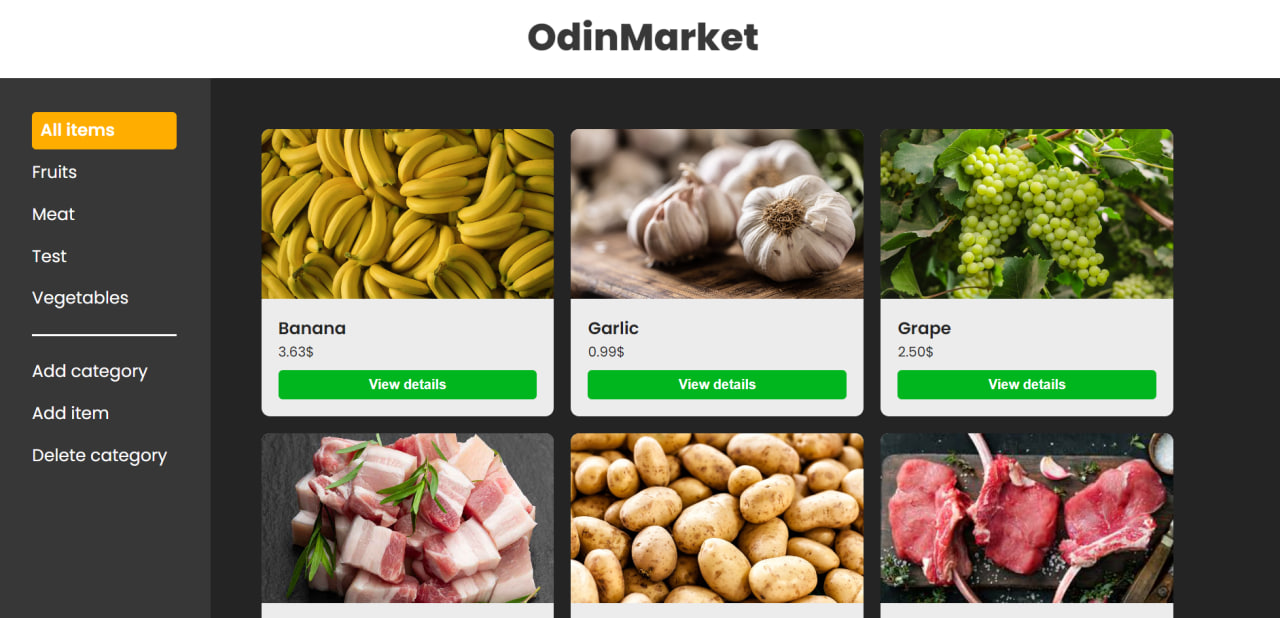 OdinMarket
All items
Fruits
Meat
Test
Vegetables
Add category
Add item
Delete category
Banana
3.63$
View details
Garlic
0.99$
View details
Grape
2.50$
View details